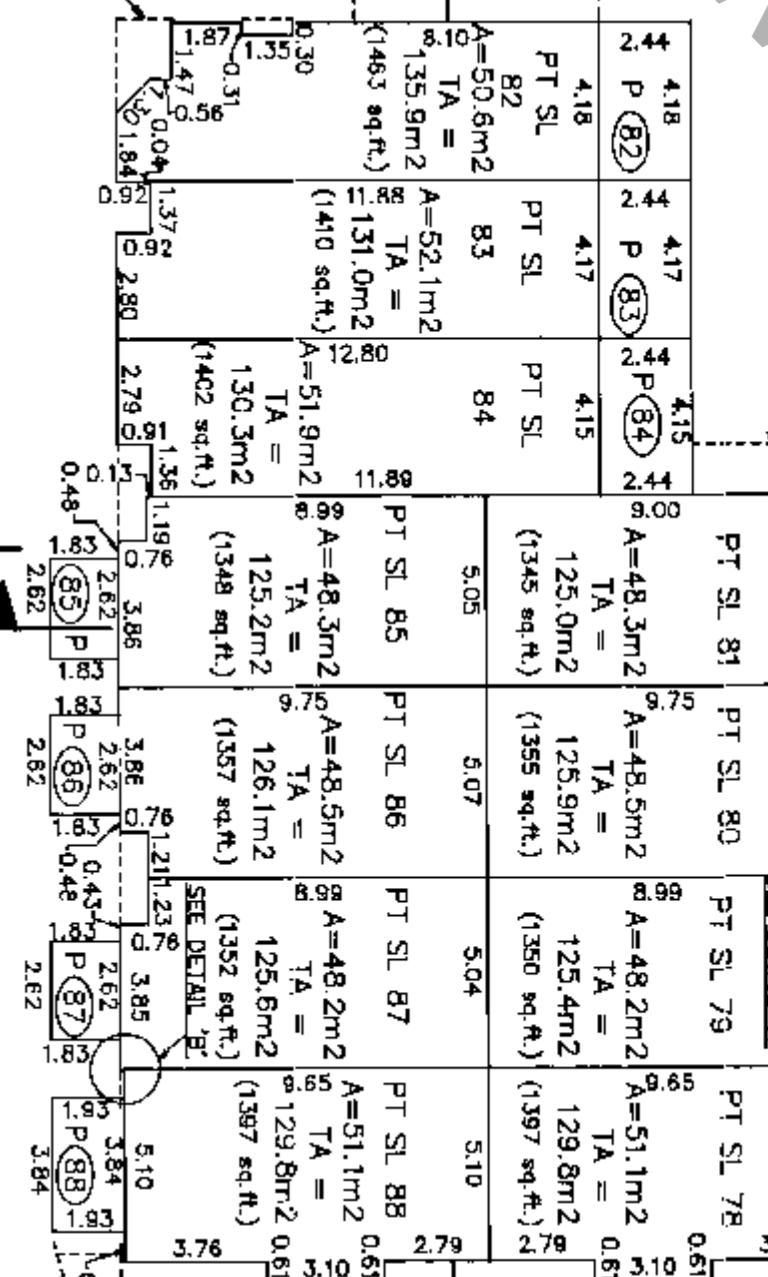 1.87
1.35
0.30
0.31
1.47
0.56
0.04
1.84
8.10
PT SL
82
A=50.6m2
TA =
135.9m2
(1463 sq.ft.)
4.18
2.44
4.18
P 82
0.92
1.37
0.92
2.80
11.88
PT SL
83
A=52.1m2
TA =
131.0m2
(1410 sq.ft.)
4.17
2.44
4.17
P 83
12.80
PT SL
84
A=51.9m2
TA =
130.3m2
(1402 sq.ft.)
2.79
0.91
1.36
11.89
4.15
2.44
4.15
P 84
2.44
0.13
0.48
1.19
0.76
3.86
8.99
PT SL 85
A=48.3m2
TA =
125.2m2
(1348 sq.ft.)
5.05
1.83
2.62
85 P
2.62
1.83
9.00
PT SL 81
A=48.3m2
TA =
125.0m2
(1345 sq.ft.)
1.83
2.62
P 86
2.62
1.83
3.86
0.76
1.21
0.48
9.75
PT SL 86
A=48.5m2
TA =
126.1m2
(1357 sq.ft.)
5.07
9.75
PT SL 80
A=48.5m2
TA =
125.9m2
(1355 sq.ft.)
0.43
1.23
0.76
3.85
1.83
2.62
P 87
2.62
1.83
SEE DETAIL 'B'
8.99
PT SL 87
A=48.2m2
TA =
125.6m2
(1352 sq.ft.)
5.04
8.99
PT SL 79
A=48.2m2
TA =
125.4m2
(1350 sq.ft.)
1.93
3.84
P 88
3.84
1.93
5.10
9.65
PT SL 88
A=51.1m2
TA =
129.8m2
(1397 sq.ft.)
5.10
9.65
PT SL 78
A=51.1m2
TA =
129.8m2
(1397 sq.ft.)
3.76
0.61
3.10
0.61
2.79
2.79
0.61
3.10
0.61